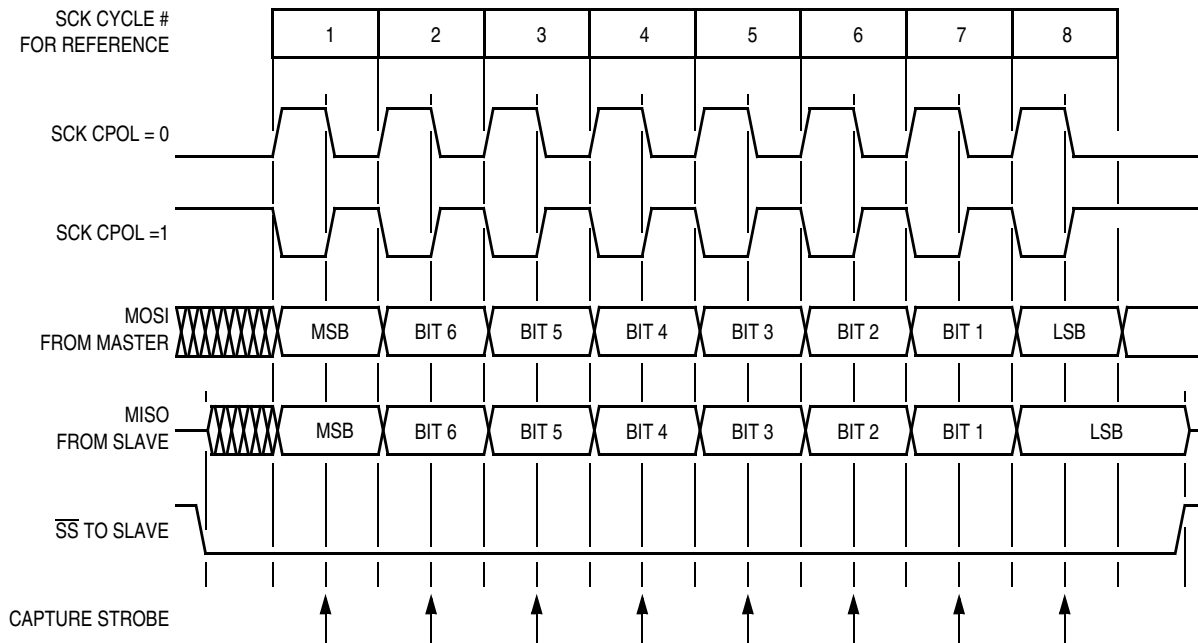 SCK CYCLE #
FOR REFERENCE
1 2 3 4 5 6 7 8
SCK CPOL = 0
SCK CPOL =1
MOSI
FROM MASTER
MSB BIT 6 BIT 5 BIT 4 BIT 3 BIT 2 BIT 1 LSB
MISO
FROM SLAVE
MSB BIT 6 BIT 5 BIT 4 BIT 3 BIT 2 BIT 1 LSB
S̅S̅ TO SLAVE
CAPTURE STROBE